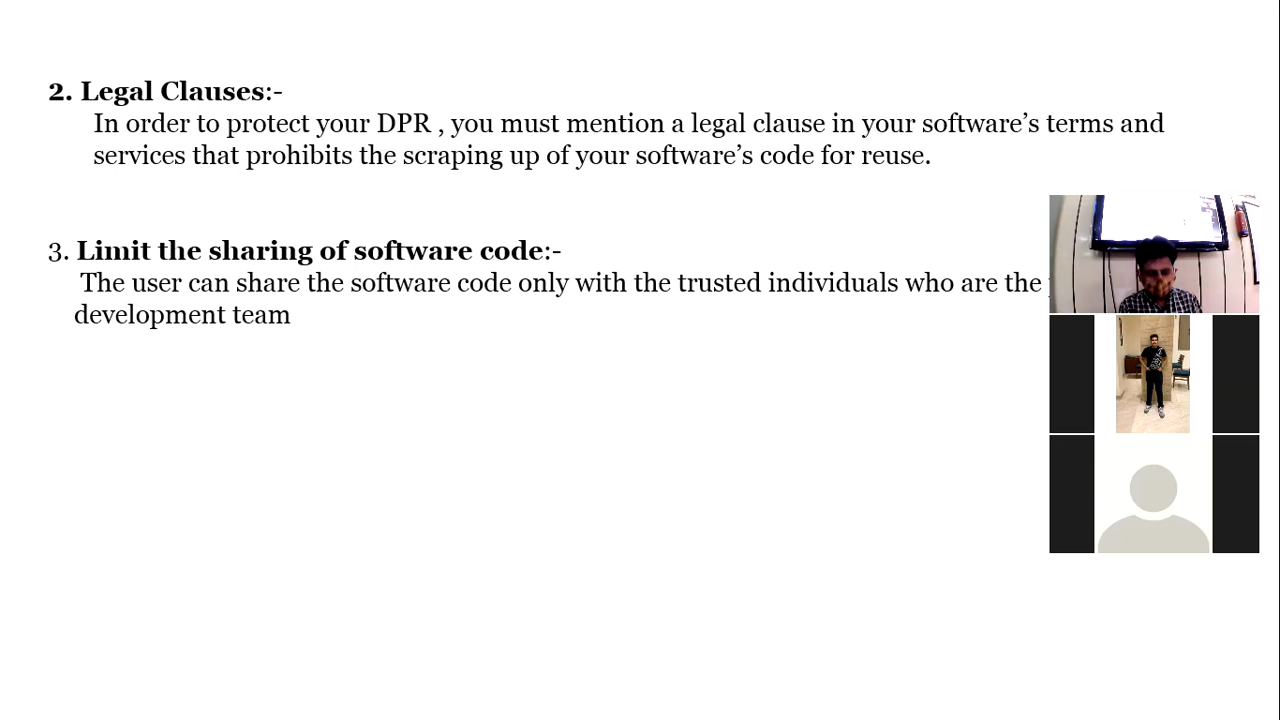 2. Legal Clauses:-
In order to protect your DPR , you must mention a legal clause in your software’s terms and
services that prohibits the scraping up of your software’s code for reuse.
3. Limit the sharing of software code:-
The user can share the software code only with the trusted individuals who are the
development team